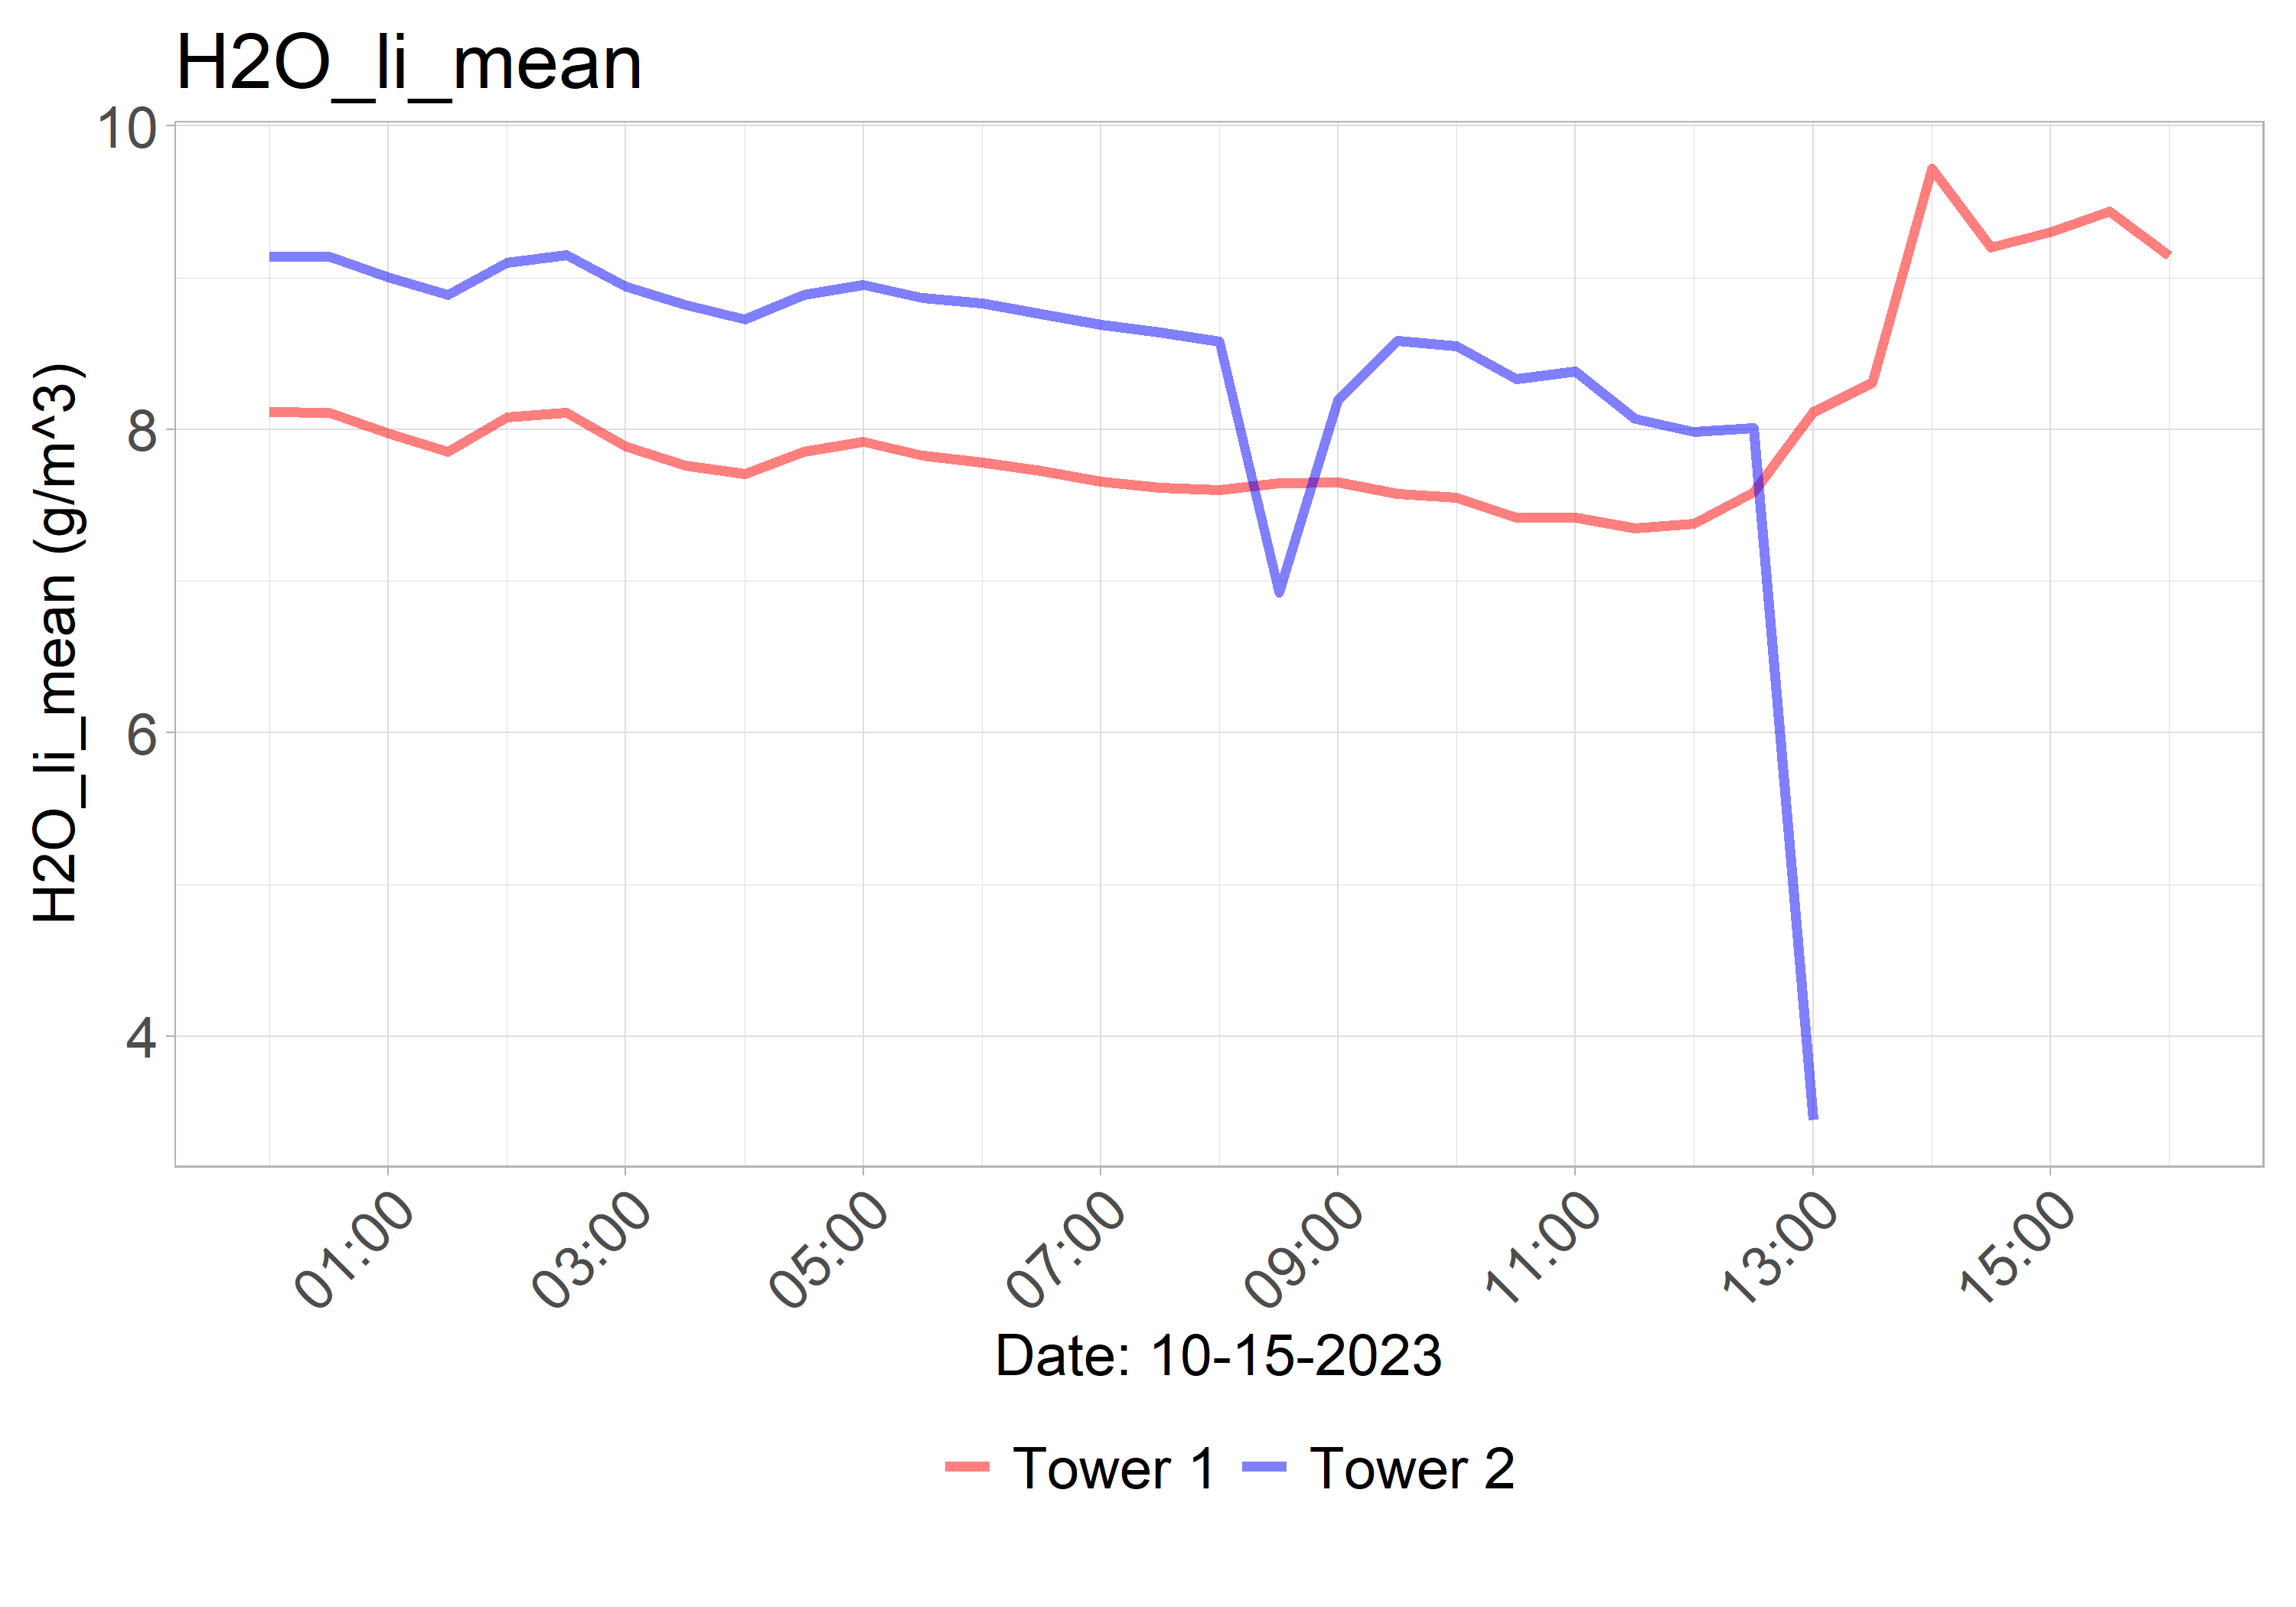 H2O_li_mean
H2O_li_mean (g/m^3)
10
8
6
4
01:00 03:00 05:00 07:00 09:00 11:00 13:00 15:00
Date: 10-15-2023
Tower 1 Tower 2